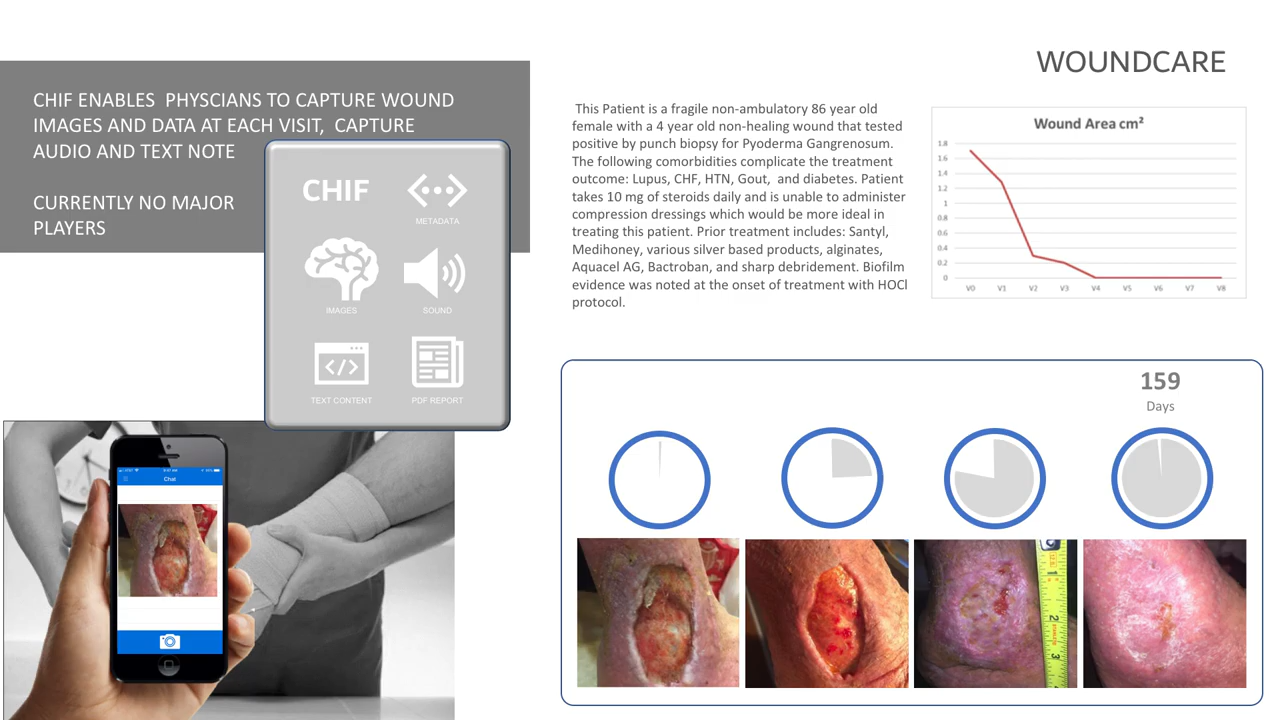 WOUNDCARE
CHIF ENABLES  PHYSCIANS TO CAPTURE WOUND
IMAGES AND DATA AT EACH VISIT,  CAPTURE
AUDIO AND TEXT NOTE
CURRENTLY NO MAJOR
PLAYERS
CHIF
METADATA
IMAGES
SOUND
TEXT CONTENT
PDF REPORT
Chat
This Patient is a fragile non-ambulatory 86 year old
female with a 4 year old non-healing wound that tested
positive by punch biopsy for Pyoderma Gangrenosum.
The following comorbidities complicate the treatment
outcome: Lupus, CHF, HTN, Gout,  and diabetes. Patient
takes 10 mg of steroids daily and is unable to administer
compression dressings which would be more ideal in
treating this patient. Prior treatment includes: Santyl,
Medihoney, various silver based products, alginates,
Aquacel AG, Bactroban, and sharp debridement. Biofilm
evidence was noted at the onset of treatment with HOCl
protocol.
Wound Area cm²
1.8
1.6
1.4
1.2
1
0.8
0.6
0.4
0.2
0
V0 V1 V2 V3 V4 V5 V6 V7 V8
159
Days
1
2
3